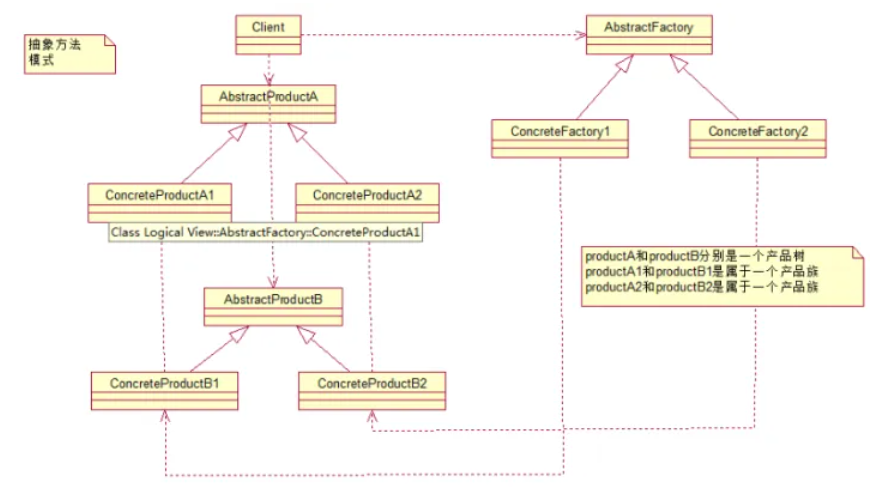 抽象方法
模式
Client
AbstractFactory
AbstractProductA
ConcreteFactory1
ConcreteFactory2
ConcreteProductA1
ConcreteProductA2
Class Logical View::AbstractFactory::ConcreteProductA1
productA和productB分别是一个产品树
productA1和productB1是属于一个产品族
productA2和productB2是属于一个产品族
AbstractProductB
ConcreteProductB1
ConcreteProductB2